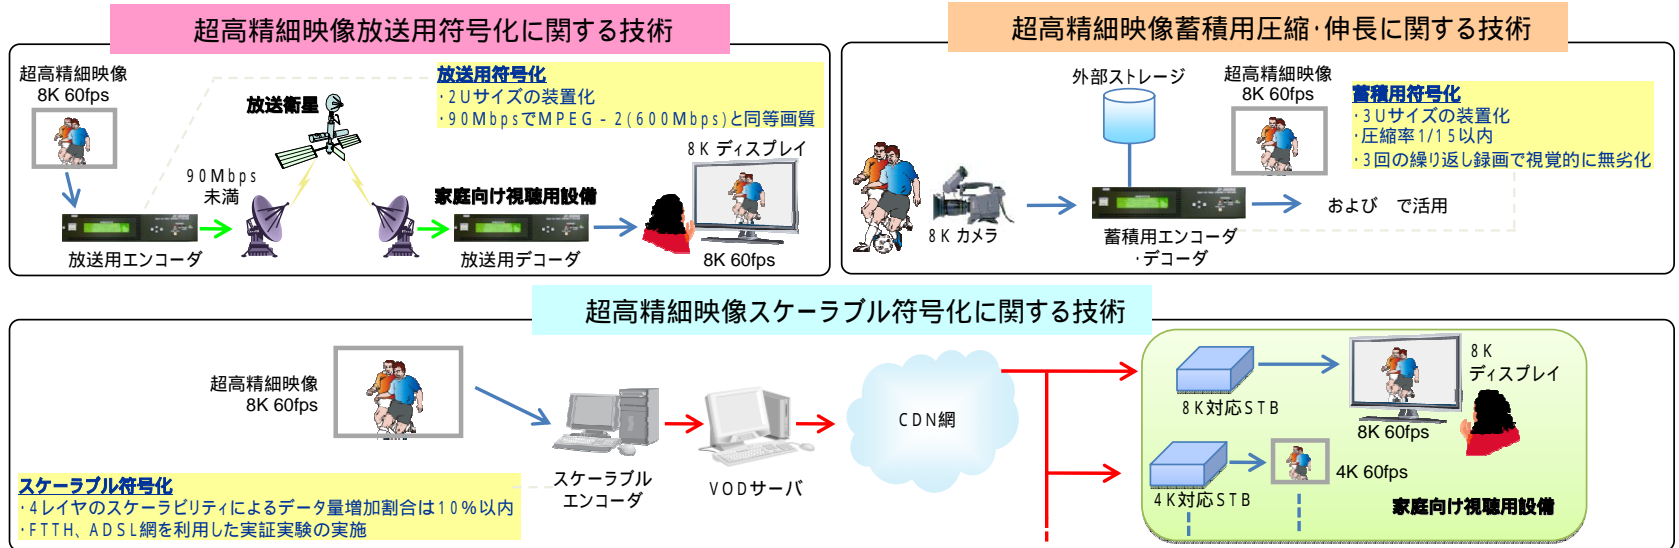 超高精細映像放送用符号化に関する技術
超高精細映像
8K 60fps
放送衛星
放送用符号化
・2Uサイズの装置化
・90MbpsでMPEG-2(600Mbps)と同等画質
90Mbps
未満
放送用エンコーダ
家庭向け視聴用設備
放送用デコーダ
8Kディスプレイ
8K 60fps
超高精細映像蓄積用圧縮・伸長に関する技術
外部ストレージ
超高精細映像
8K 60fps
蓄積用符号化
・3Uサイズの装置化
・圧縮率1/15以内
・3回の繰り返し録画で視覚的に無劣化
8Kカメラ
蓄積用エンコーダ
・デコーダ
および で活用
超高精細映像スケーラブル符号化に関する技術
超高精細映像
8K 60fps
スケーラブル符号化
・4レイヤのスケーラビリティによるデータ量増加割合は10%以内
・FTTH、ADSL網を利用した実証実験の実施
スケーラブル
エンコーダ
VODサーバ
CDN網
8K対応STB
8K
ディスプレイ
8K 60fps
4K対応STB
4K 60fps
家庭向け視聴用設備